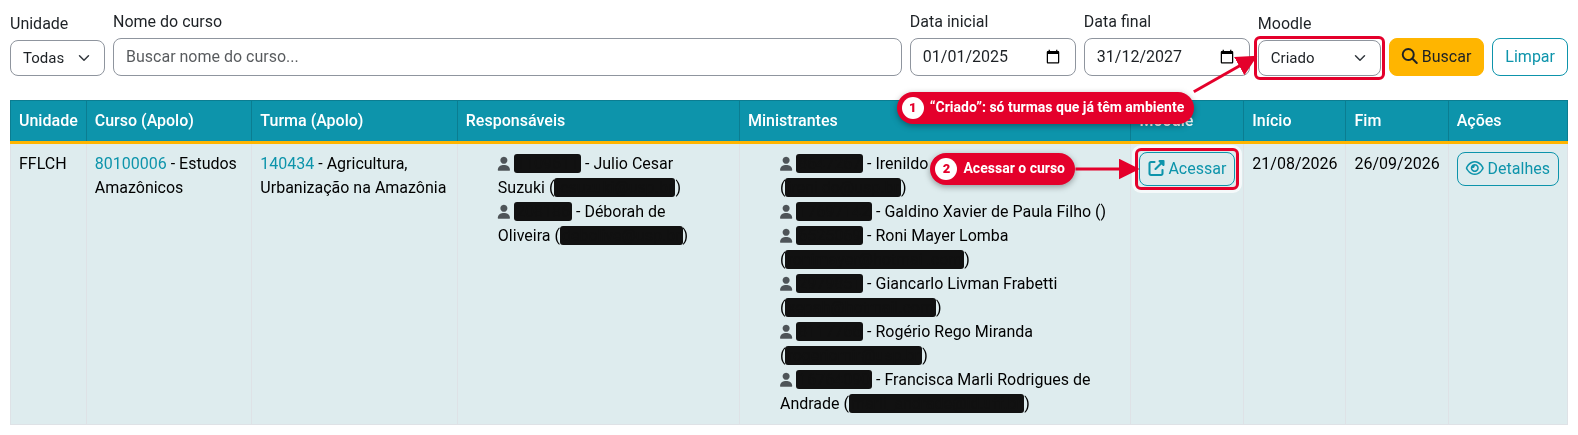 Unidade Nome do curso Data inicial Data final Moodle
Todas Buscar nome do curso... 01/01/2025 31/12/2027 Criado Buscar Limpar
1 “Criado”: só turmas que já têm ambiente
Unidade Curso (Apolo) Turma (Apolo) Responsáveis Ministrantes Moodle Início Fim Ações
FFLCH 80100006 - Estudos 140434 - Agricultura, - Julio Cesar - Irenildo 2 Acessar o curso Acessar 21/08/2026 26/09/2026 Detalhes
Amazônicos Urbanização na Amazônia Suzuki ( ) ( )
- Déborah de - Galdino Xavier de Paula Filho ()
Oliveira ( ) - Roni Mayer Lomba
( )
- Giancarlo Livman Frabetti
( )
- Rogério Rego Miranda
( )
- Francisca Marli Rodrigues de
Andrade ( )